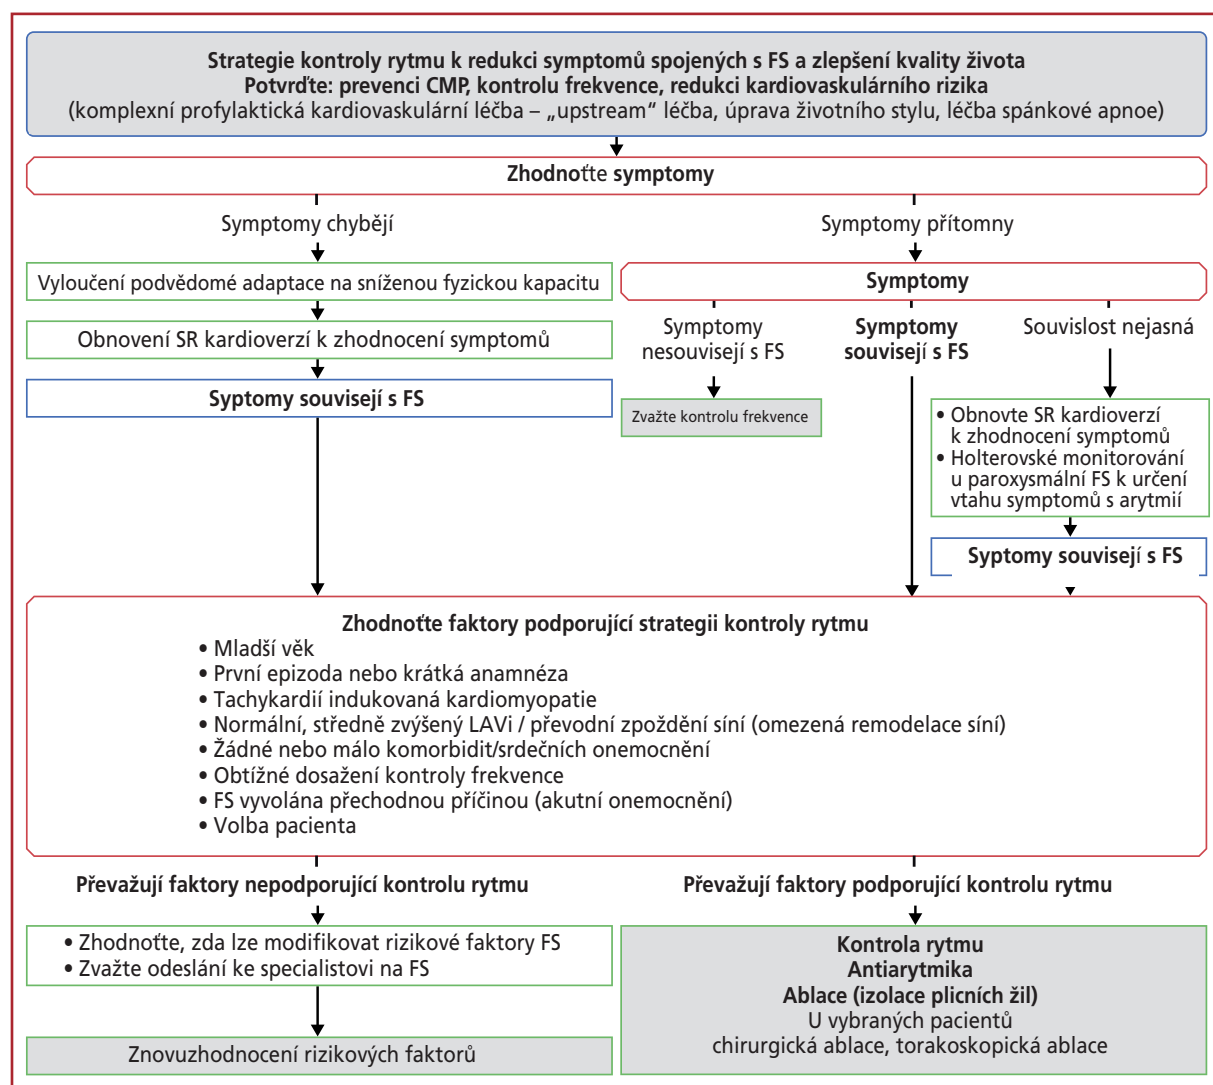 Strategie kontroly rytmu k redukci symptomů spojených s FS a zlepšení kvality života
Potvrďte: prevenci CMP, kontrolu frekvence, redukci kardiovaskulárního rizika
(komplexní profylaktická kardiovaskulární léčba – „upstream“ léčba, úprava životního stylu, léčba spánkové apnoe)
Zhodnoťte symptomy
Symptomy chybějí
Symptomy přítomny
Vyloučení podvědomé adaptace na sníženou fyzickou kapacitu
Symptomy
Obnovení SR kardioverzí k zhodnocení symptomů
Symptomy
nesouvisejí s FS
Symptomy
souvisejí s FS
Souvislost nejasná
Syptomy souvisejí s FS
Zvažte kontrolu frekvence
• Obnovte SR kardioverzí
k zhodnocení symptomů
• Holterovské monitorování
u paroxysmální FS k určení
vtahu symptomů s arytmií
Syptomy souvisejí s FS
Zhodnoťte faktory podporující strategii kontroly rytmu
• Mladší věk
• První epizoda nebo krátká anamnéza
• Tachykardií indukovaná kardiomyopatie
• Normální, středně zvýšený LAVi / převodní zpoždění síní (omezená remodelace síní)
• Žádné nebo málo komorbidit/srdečních onemocnění
• Obtížné dosažení kontroly frekvence
• FS vyvolána přechodnou příčinou (akutní onemocnění)
• Volba pacienta
Převažují faktory nepodporující kontrolu rytmu
Převažují faktory podporující kontrolu rytmu
• Zhodnoťte, zda lze modifikovat rizikové faktory FS
• Zvažte odeslání ke specialistovi na FS
Kontrola rytmu
Antiarytmika
Ablace (izolace plicních žil)
U vybraných pacientů
chirurgická ablace, torakoskopická ablace
Znovuzhodnocení rizikových faktorů